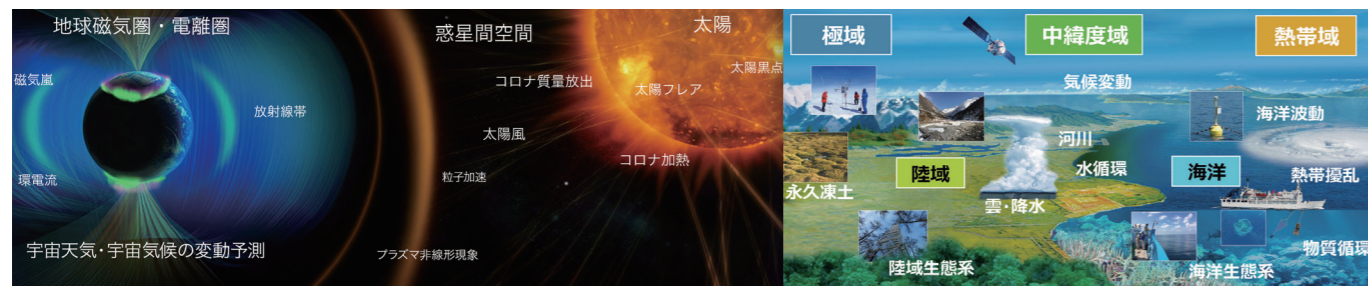 地球磁気圏・電離圏
惑星間空間
太陽
磁気嵐
放射線帯
環電流
コロナ質量放出
太陽フレア
太陽黒点
太陽風
コロナ加熱
粒子加速
プラズマ非線形現象
宇宙天気・宇宙気候の変動予測
極域
中緯度域
熱帯域
気候変動
海洋波動
河川
水循環
陸域
海洋
熱帯擾乱
永久凍土
雲・降水
物質循環
陸域生態系
海洋生態系